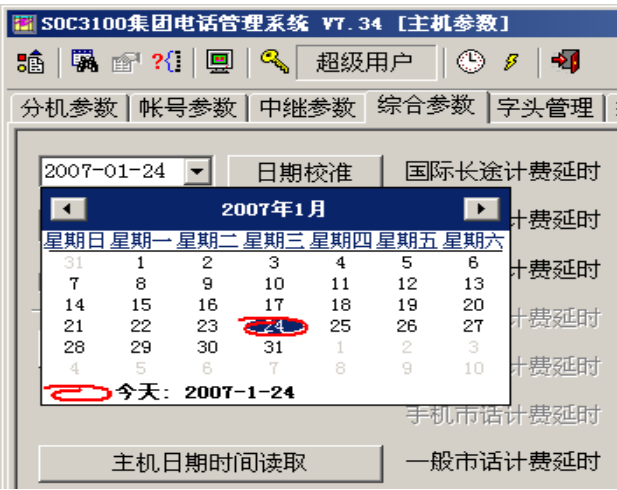 SOC3100集团电话管理系统 V7.34 [主机参数]
超级用户
分机参数 帐号参数 中继参数 综合参数 字头管理
2007-01-24 日期校准 国际长途计费延时
2007年1月 计费延时
星期日 星期一 星期二 星期三 星期四 星期五 星期六
31 1 2 3 4 5 6 计费延时
7 8 9 10 11 12 13
14 15 16 17 18 19 20 计费延时
21 22 23 24 25 26 27
28 29 30 31 1 2 3
4 5 6 7 8 9 10 计费延时
今天: 2007-1-24
手机市话计费延时
主机日期时间读取 一般市话计费延时